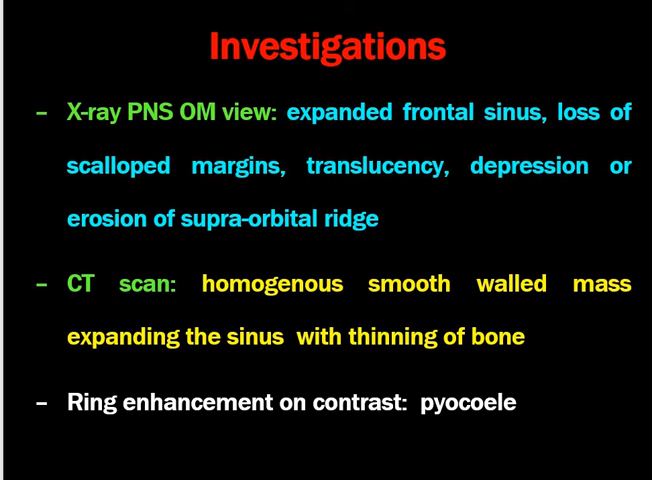 Investigations
– X-ray PNS OM view: expanded frontal sinus, loss of
scalloped margins, translucency, depression or
erosion of supra-orbital ridge
– CT scan: homogenous smooth walled mass
expanding the sinus with thinning of bone
– Ring enhancement on contrast: pyocoele